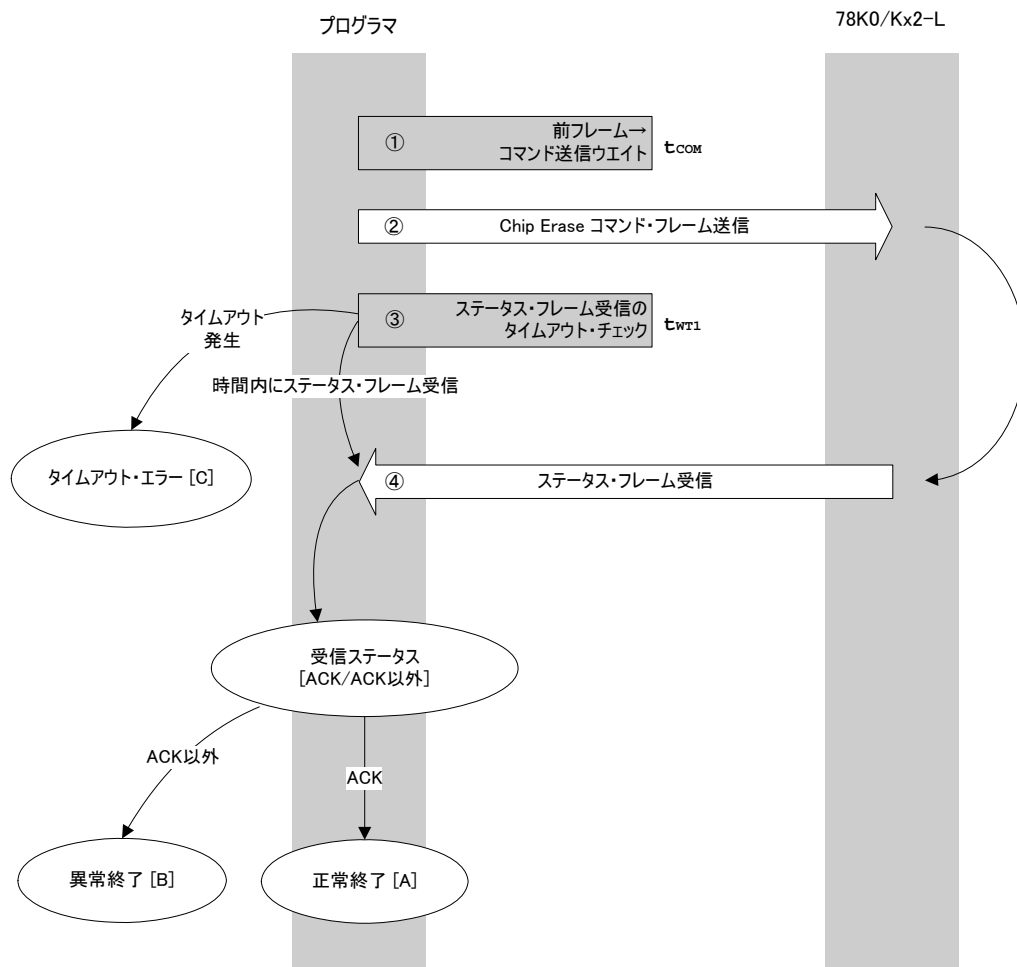 プログラマ
78K0/Kx2-L
①
前フレーム→
コマンド送信ウエイト
tCOM
②
Chip Erase コマンド・フレーム送信
③
ステータス・フレーム受信の
タイムアウト・チェック
tWT1
タイムアウト
発生
時間内にステータス・フレーム受信
タイムアウト・エラー [C]
④
ステータス・フレーム受信
受信ステータス
[ACK/ACK以外]
ACK以外
ACK
異常終了 [B]
正常終了 [A]